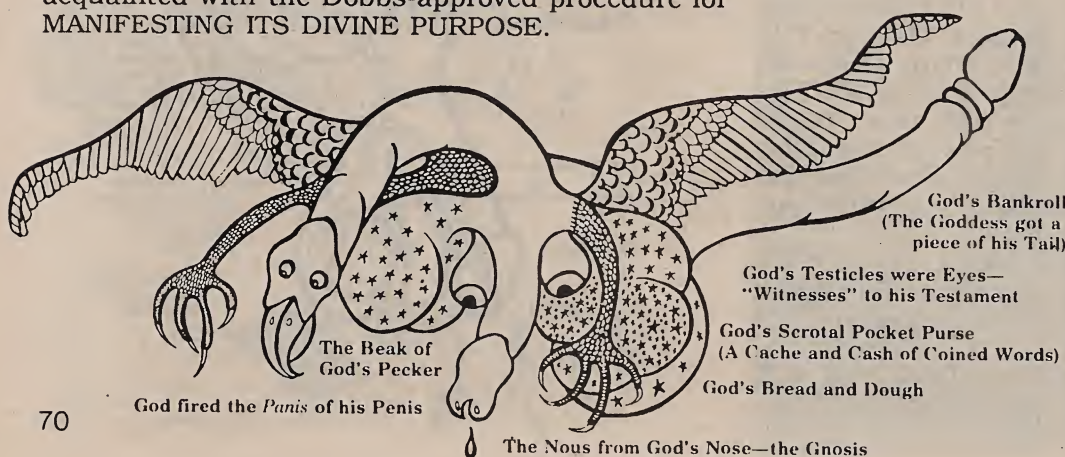 acquainted with the Dobbs-approved procedure for
MANIFESTING ITS DIVINE PURPOSE.
God's Bankroll
(The Goddess got a
piece of his Tail)
God's Testicles were Eyes—
"Witnesses" to his Testament
God's Scrotal Pocket Purse
(A Cache and Cash of Coined Words)
God's Bread and Dough
The Beak of
God's Pecker
God fired the Panis of his Penis
The Nous from God's Nose—the Gnosis
70